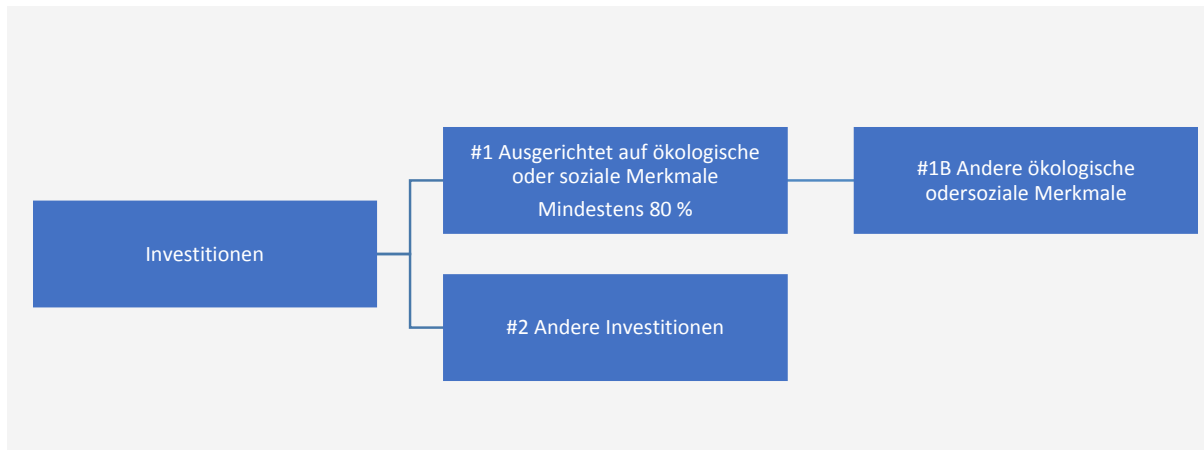 Investitionen
#1 Ausgerichtet auf ökologische
oder soziale Merkmale
Mindestens 80 %
#1B Andere ökologische
odersoziale Merkmale
#2 Andere Investitionen